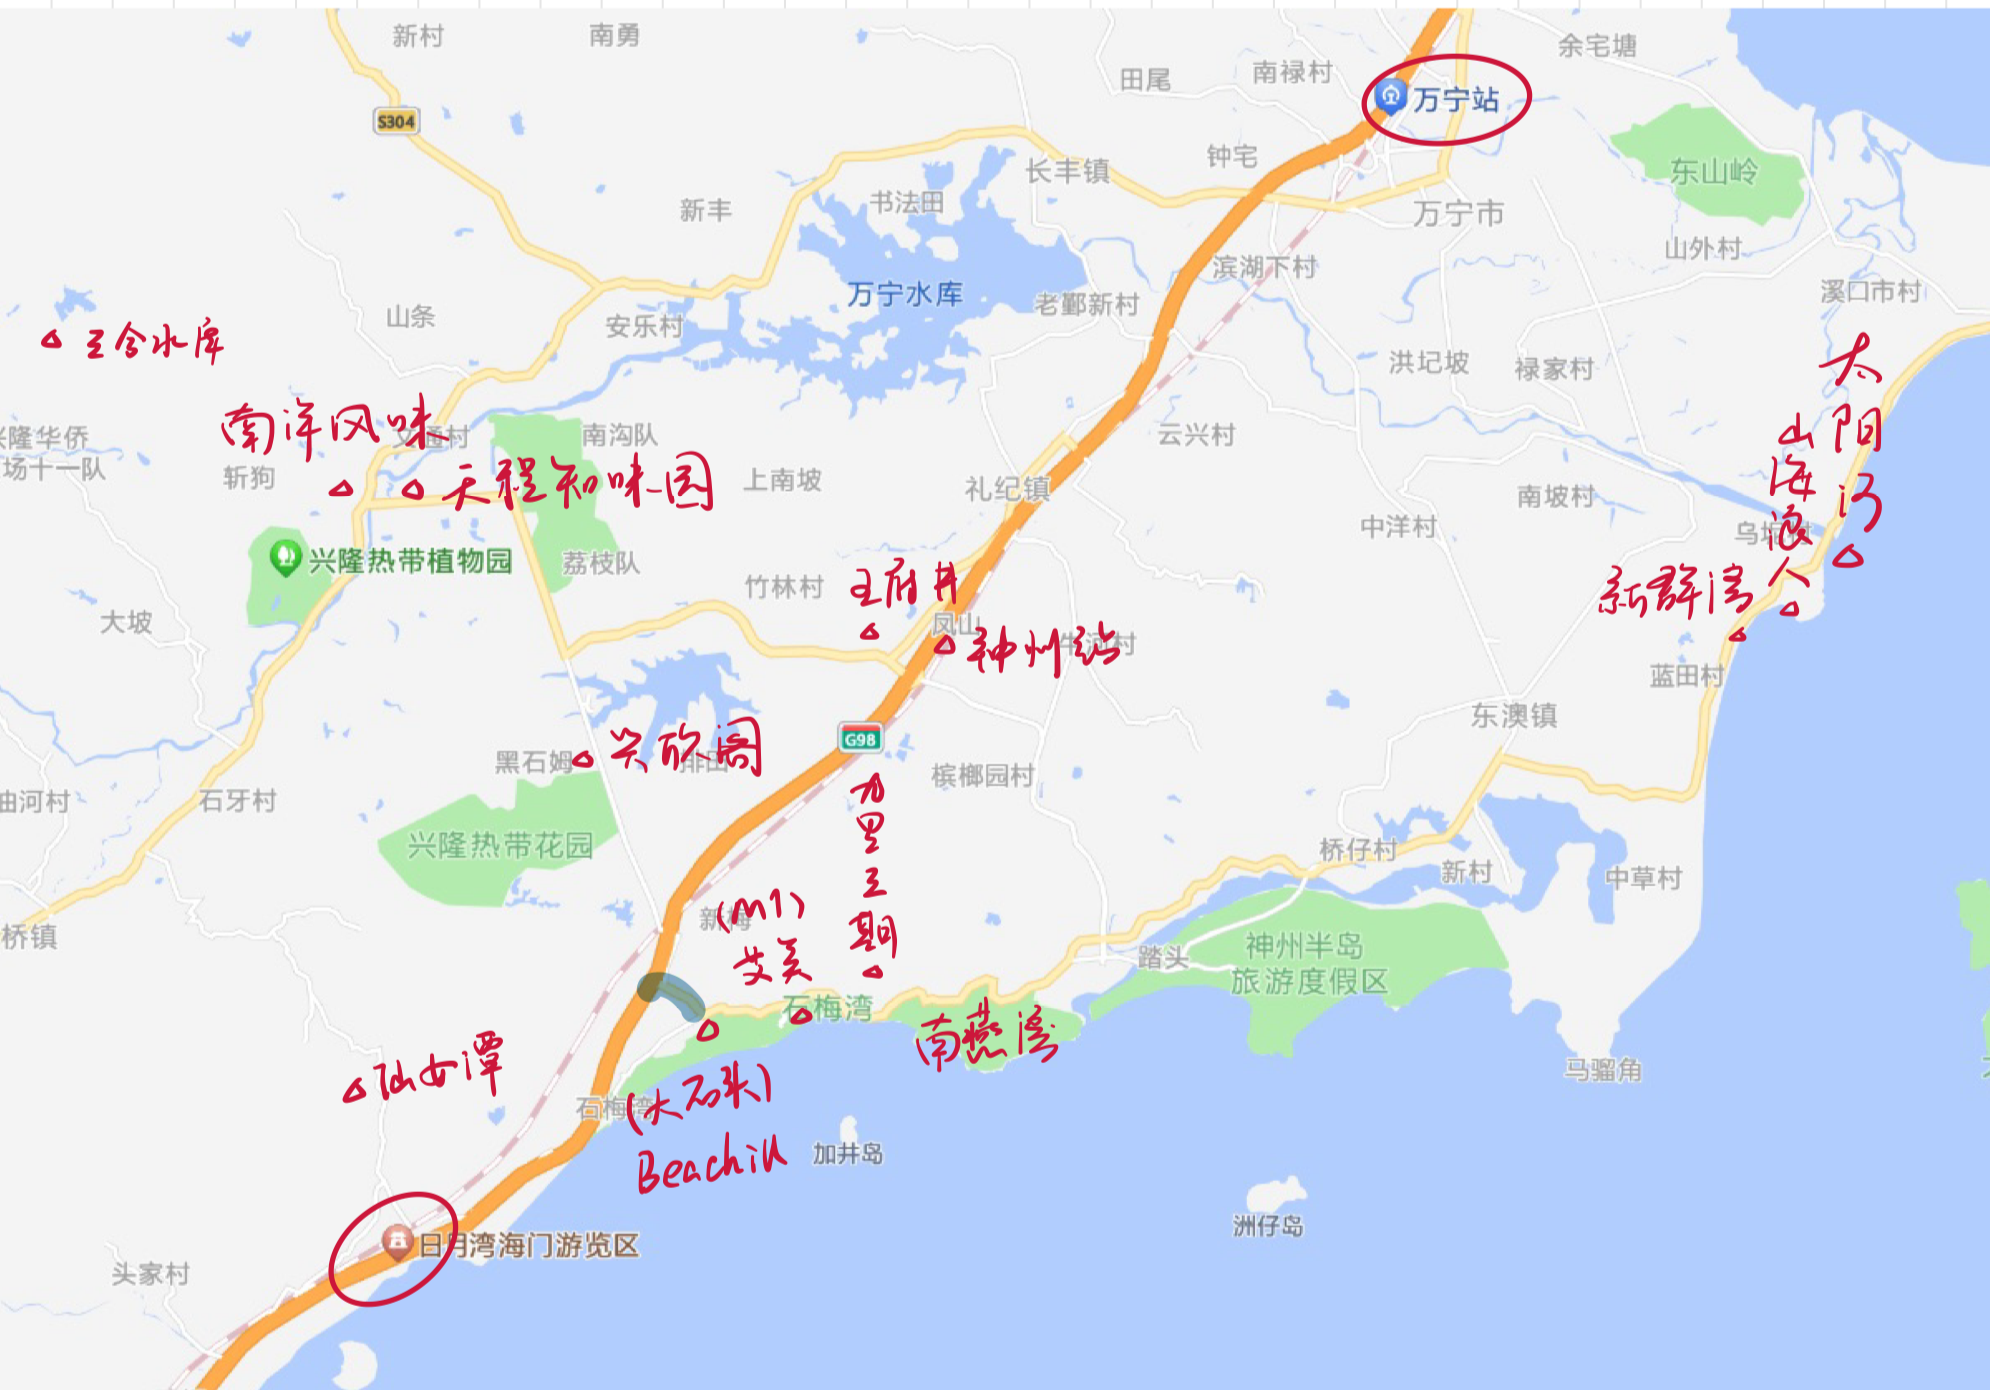 新村
南勇
余宅塘
田尾
南禄村
万宁站
S304
钟宅
长丰镇
东山岭
书法田
新丰
万宁市
山外村
滨湖下村
万宁水库
溪口市村
老鄞新村
山条
安乐村
三合水库
洪圮坡
禄家村
太阳河
山海浪人
南洋风味
文通村
南沟队
云兴村
隆华侨
场十一队
斩狗
天程知味园
上南坡
礼纪镇
南坡村
中洋村
乌坭村
兴隆热带植物园
荔枝队
竹林村
王府井
新群湾
大坡
凤山
神州站
牛河村
蓝田村
东澳镇
G98
兴欣阁
黑石姆
排田
槟榔园村
九里三期
油河村
石牙村
兴隆热带花园
桥仔村
新村
中草村
(M1)
艾美
新梅
桥镇
踏头
神州半岛
旅游度假区
石梅湾
南燕湾
仙女潭
马骝角
石梅湾
(大石头)
Beachill
加井岛
洲仔岛
日月湾海门游览区
头家村